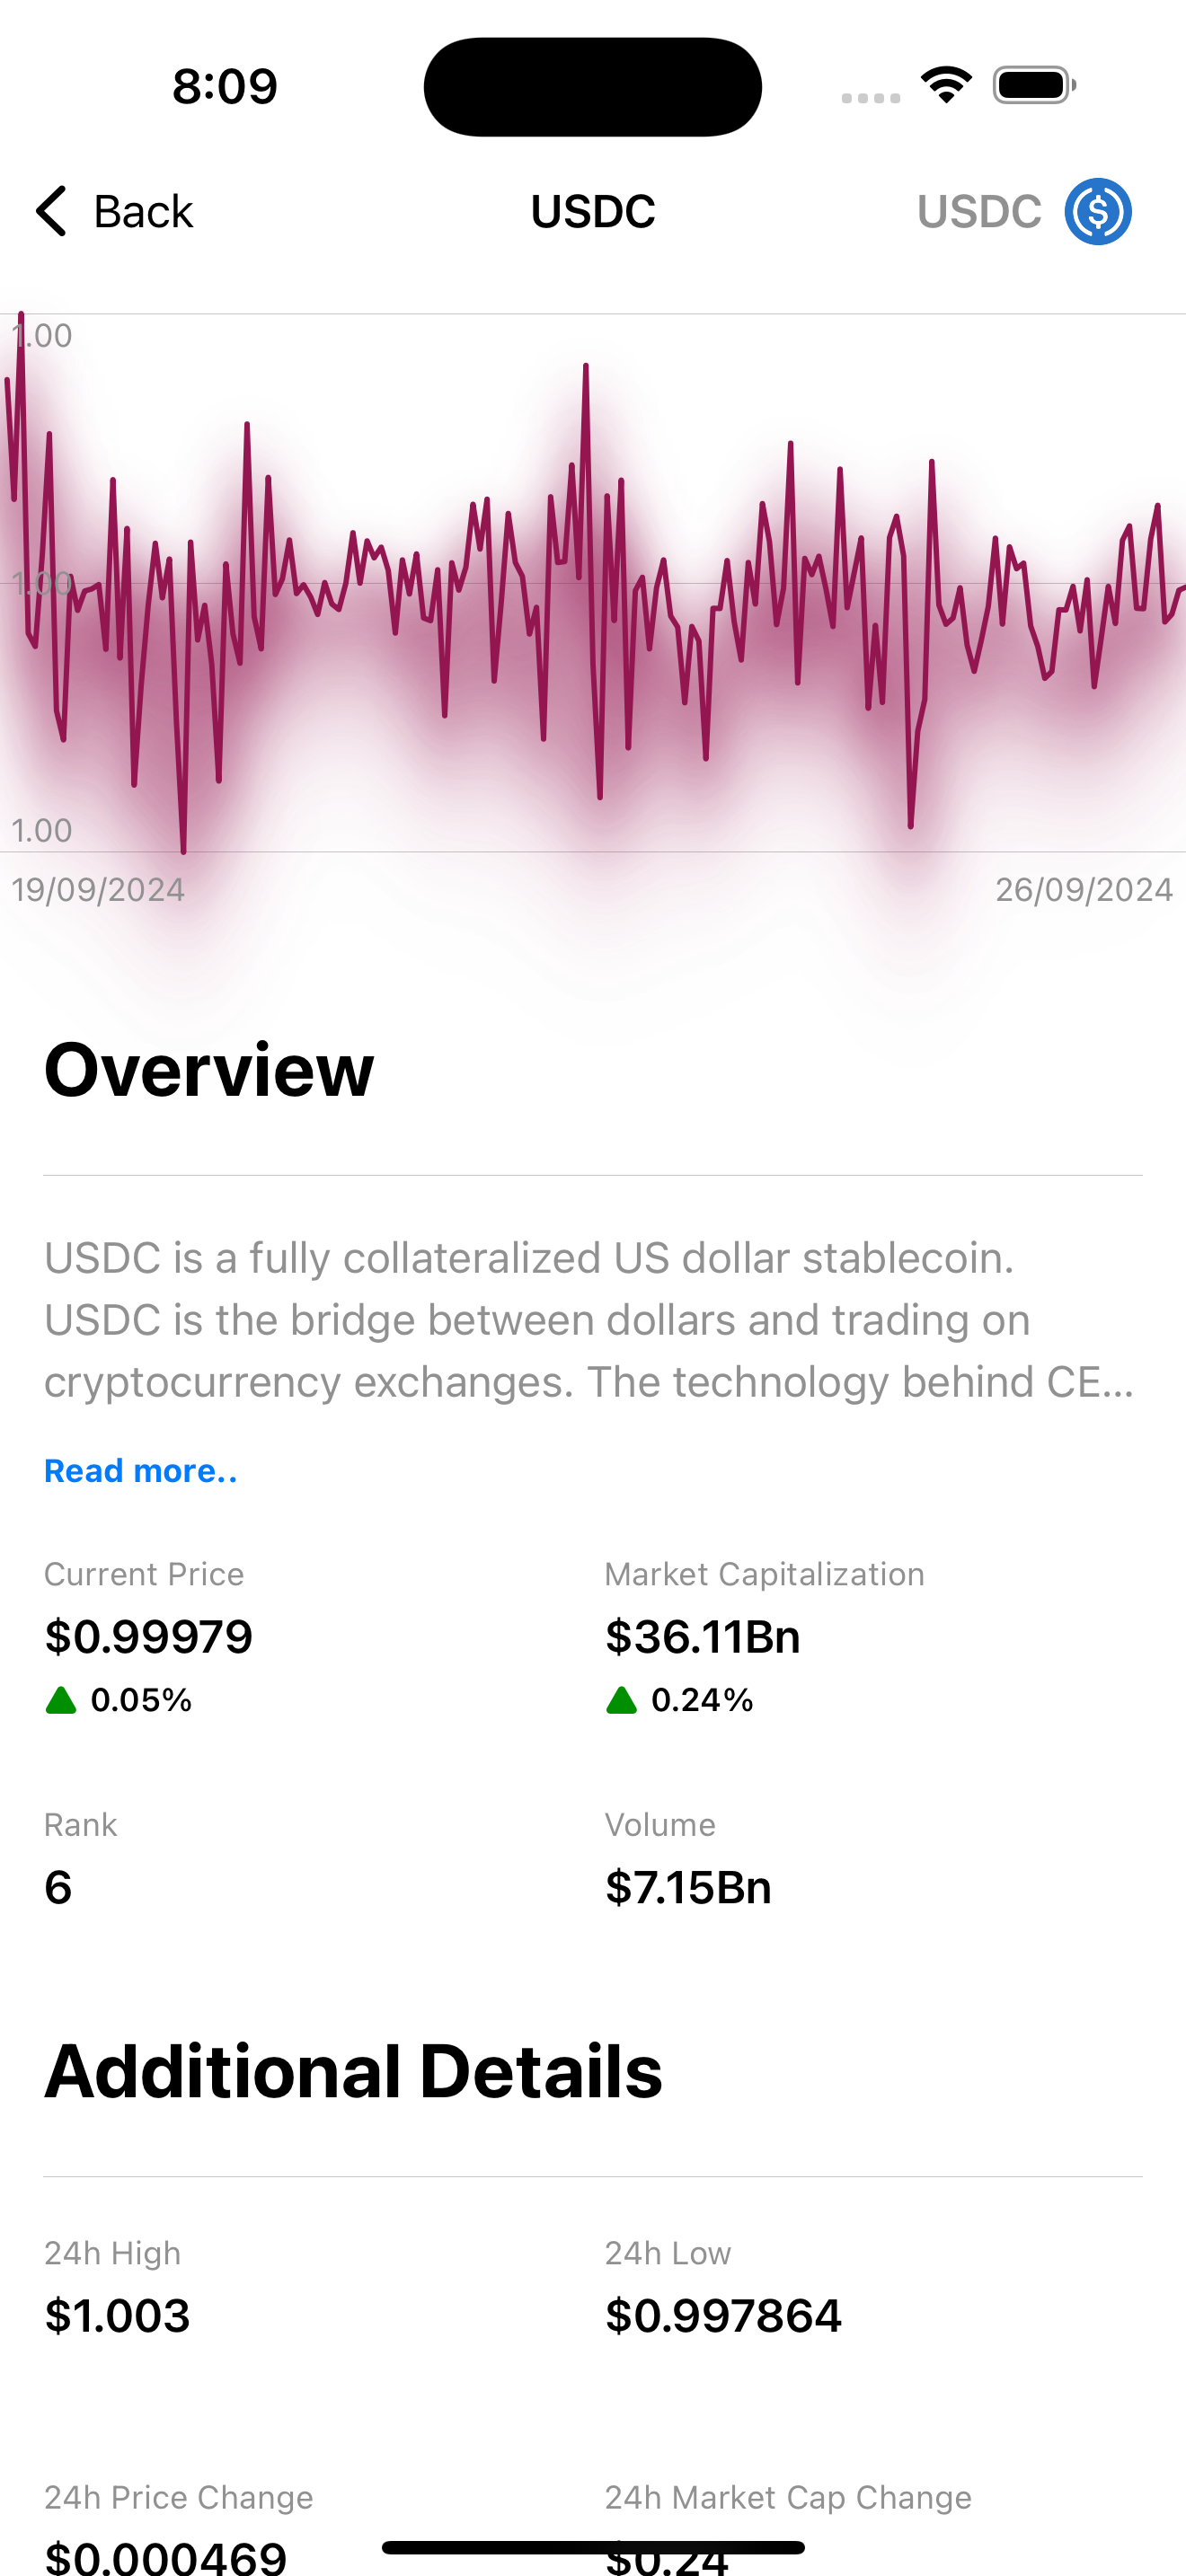 8:09
Back
USDC
USDC
1.00
1.00
1.00
19/09/2024
26/09/2024
Overview
USDC is a fully collateralized US dollar stablecoin.
USDC is the bridge between dollars and trading on
cryptocurrency exchanges. The technology behind CE...
Read more..
Current Price
Market Capitalization
$0.99979
$36.11Bn
0.05%
0.24%
Rank
Volume
6
$7.15Bn
Additional Details
24h High
24h Low
$1.003
$0.997864
24h Price Change
24h Market Cap Change
$0.000469
$0.24